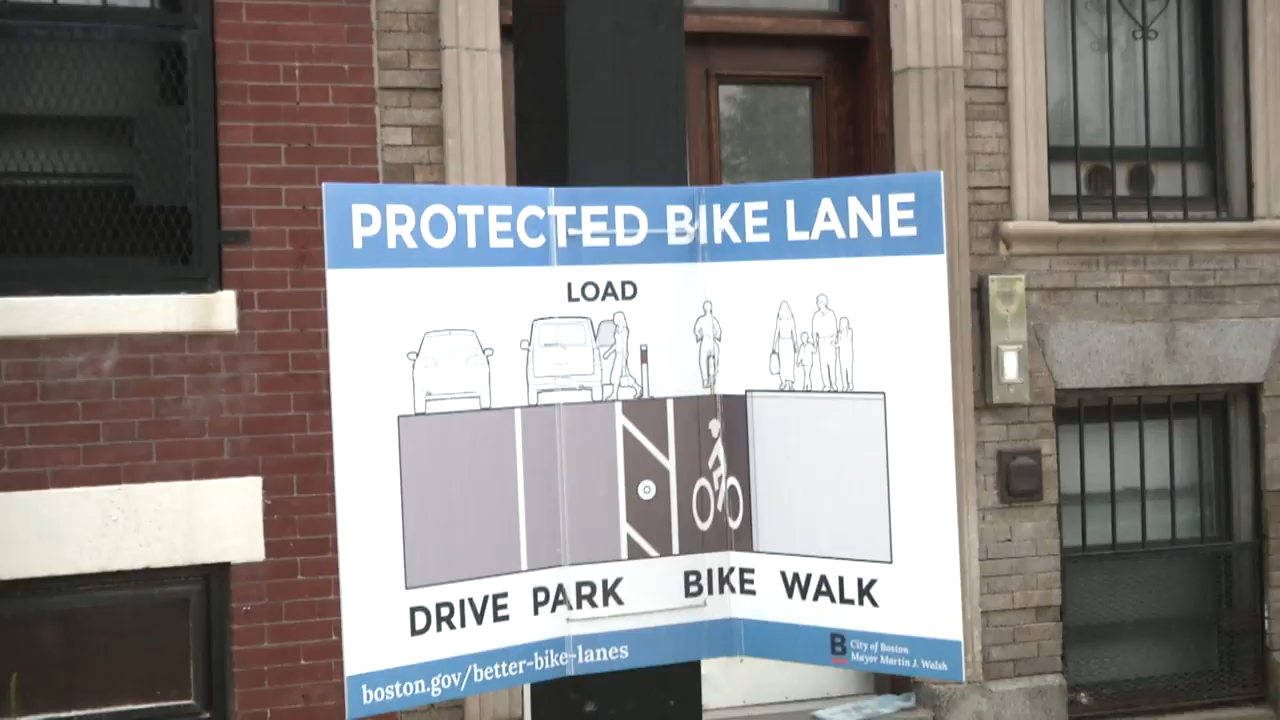 PROTECTED BIKE LANE
LOAD
DRIVE PARK BIKE WALK
boston.gov/better-bike-lanes
B City of Boston
Mayor Martin J. Walsh